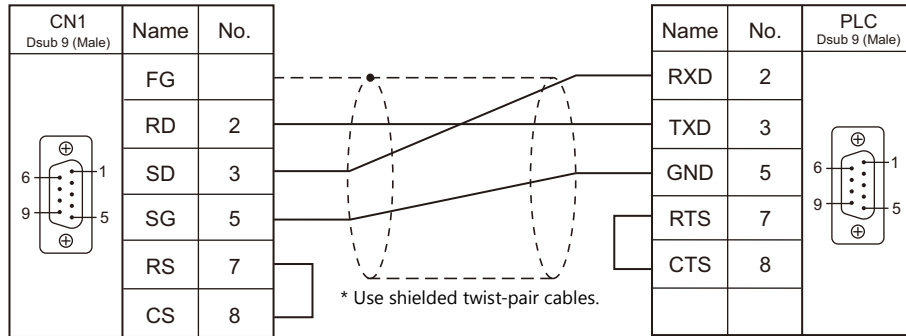 CN1
Dsub 9 (Male)
Name No.
FG
RD 2
SD 3
SG 5
RS 7
CS 8
6 1
9 5
* Use shielded twist-pair cables.
Name No.
PLC
Dsub 9 (Male)
RXD 2
TXD 3
GND 5
RTS 7
CTS 8
6 1
9 5